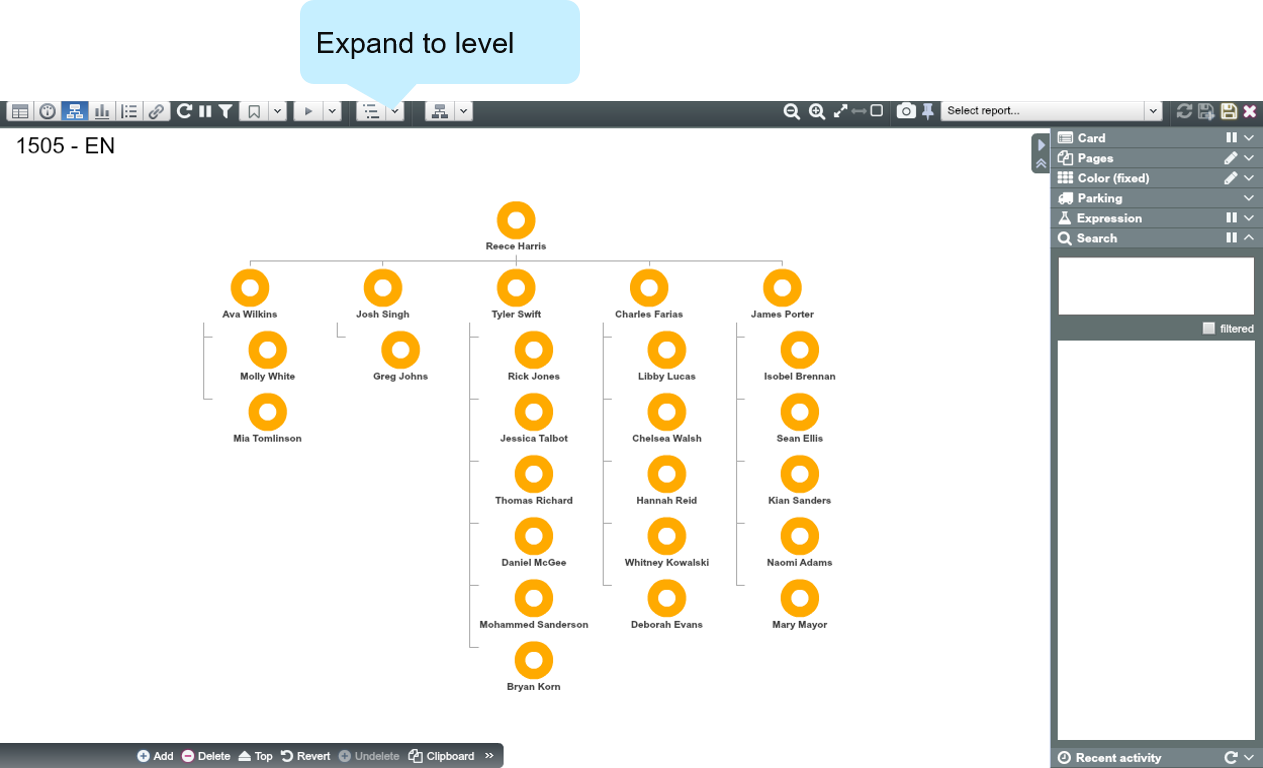 Expand to level
Select report...
1505 - EN
Card
Pages
Color (fixed)
Parking
Expression
Search
filtered
Reece Harris
Ava Wilkins Josh Singh Tyler Swift Charles Farias James Porter
Molly White Greg Johns Rick Jones Libby Lucas Isobel Brennan
Mia Tomlinson Jessica Talbot Chelsea Walsh Sean Ellis
Thomas Richard Hannah Reid Kian Sanders
Daniel McGee Whitney Kowalski Naomi Adams
Mohammed Sanderson Deborah Evans Mary Mayor
Bryan Korn
Add Delete Top Revert Undelete Clipboard »
Recent activity